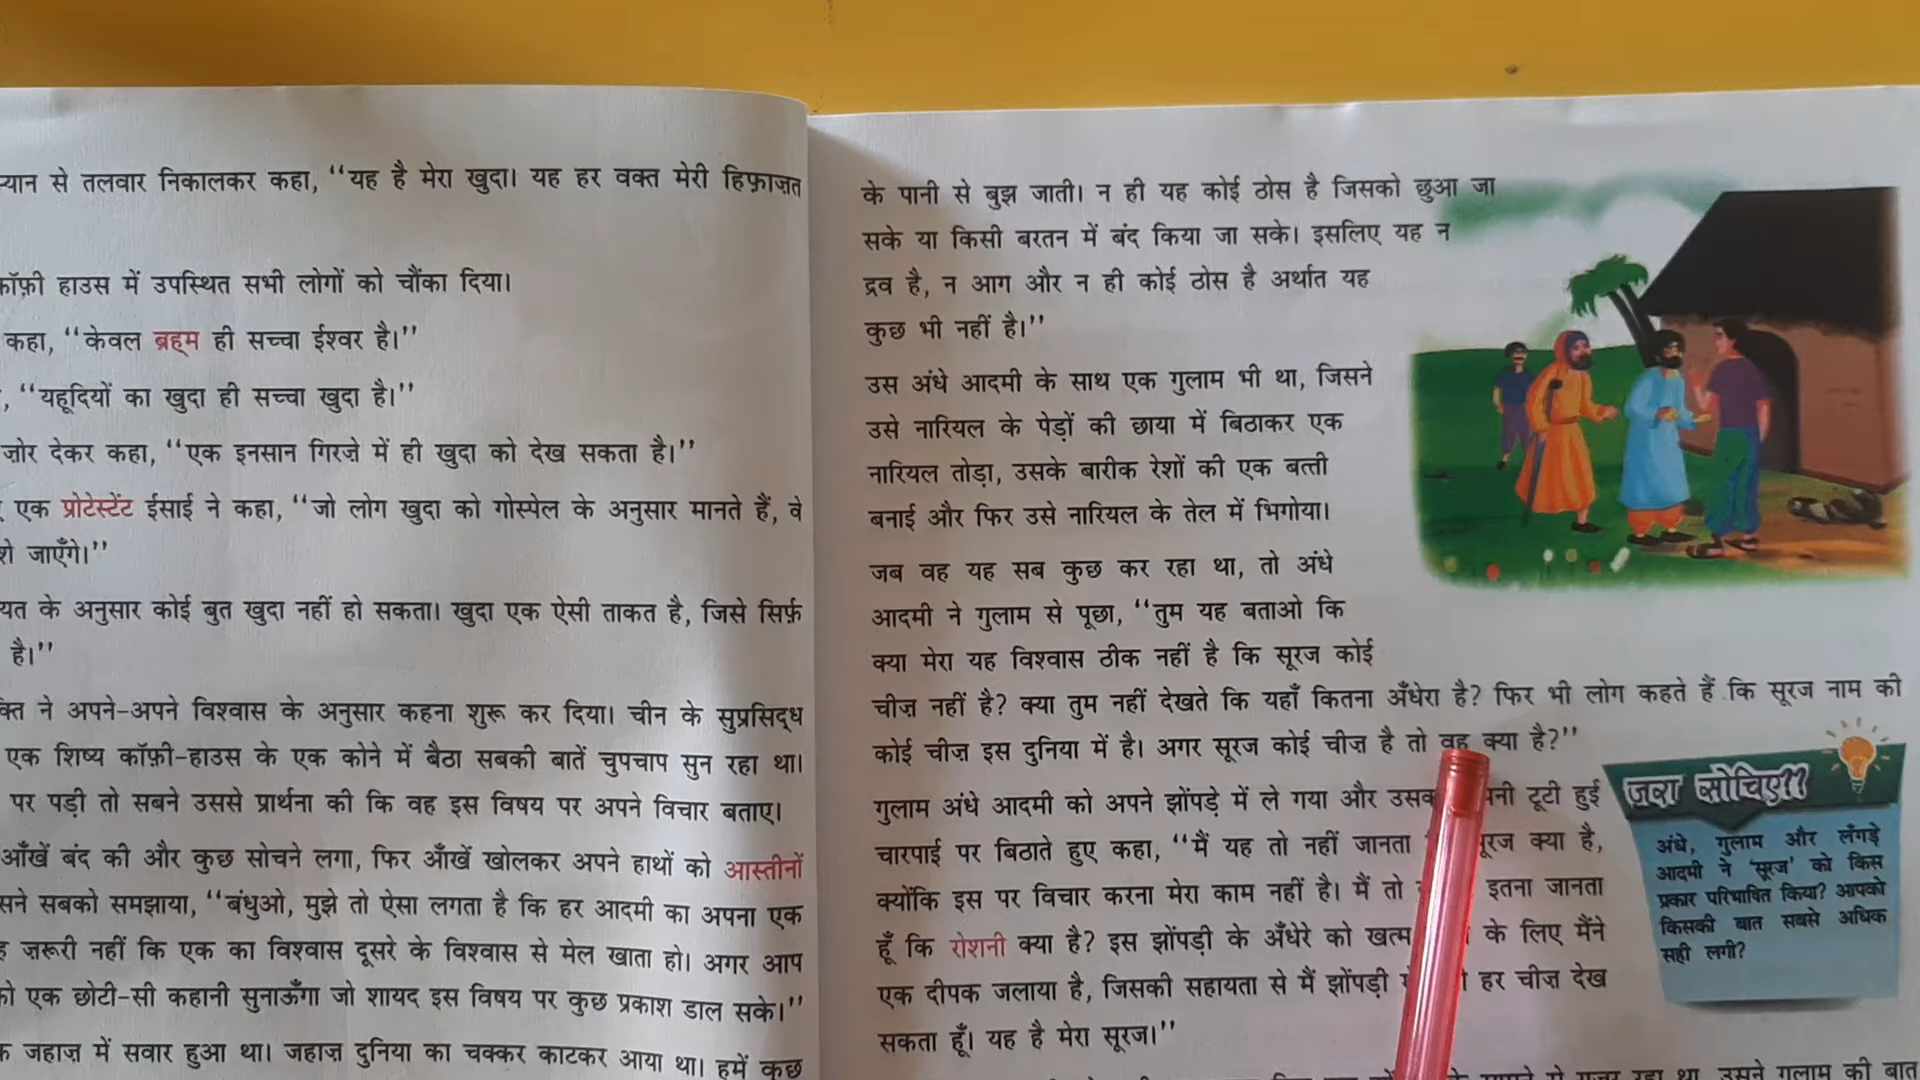 म्यान से तलवार निकालकर कहा, ‘‘यह है मेरा खुदा। यह हर वक्त मेरी हिफ़ाज़त
कॉफ़ी हाउस में उपस्थित सभी लोगों को चौंका दिया।
कहा, ‘‘केवल ब्रह्म ही सच्चा ईश्वर है।’’
, ‘‘यहूदियों का खुदा ही सच्चा खुदा है।’’
ज़ोर देकर कहा, ‘‘एक इनसान गिरजे में ही खुदा को देख सकता है।’’
एक प्रोटेस्टेंट ईसाई ने कहा, ‘‘जो लोग खुदा को गोस्पेल के अनुसार मानते हैं, वे
जाएँगे।’’
के अनुसार कोई बुत खुदा नहीं हो सकता। खुदा एक ऐसी ताकत है, जिसे सिर्फ़
है।’’
ने अपने-अपने विश्वास के अनुसार कहना शुरू कर दिया। चीन के सुप्रसिद्ध
एक शिष्य कॉफ़ी-हाउस के एक कोने में बैठा सबकी बातें चुपचाप सुन रहा था।
पर पड़ी तो सबने उससे प्रार्थना की कि वह इस विषय पर अपने विचार बताए।
आँखें बंद की और कुछ सोचने लगा, फिर आँखें खोलकर अपने हाथों को आस्तीनों
सबको समझाया, ‘‘बंधुओ, मुझे तो ऐसा लगता है कि हर आदमी का अपना एक
ज़रूरी नहीं कि एक का विश्वास दूसरे के विश्वास से मेल खाता हो। अगर आप
एक छोटी-सी कहानी सुनाऊँगा जो शायद इस विषय पर कुछ प्रकाश डाल सके।’’
जहाज़ में सवार हुआ था। जहाज़ दुनिया का चक्कर काटकर आया था। हमें कुछ
के पानी से बुझ जाती। न ही यह कोई ठोस है जिसको छुआ जा
सके या किसी बरतन में बंद किया जा सके। इसलिए यह न
द्रव है, न आग और न ही कोई ठोस है अर्थात यह
कुछ भी नहीं है।’’
उस अंधे आदमी के साथ एक गुलाम भी था, जिसने
उसे नारियल के पेड़ों की छाया में बिठाकर एक
नारियल तोड़ा, उसके बारीक रेशों की एक बत्ती
बनाई और फिर उसे नारियल के तेल में भिगोया।
जब वह यह सब कुछ कर रहा था, तो अंधे
आदमी ने गुलाम से पूछा, ‘‘तुम यह बताओ कि
क्या मेरा यह विश्वास ठीक नहीं है कि सूरज कोई
चीज़ नहीं है? क्या तुम नहीं देखते कि यहाँ कितना अँधेरा है? फिर भी लोग कहते हैं कि सूरज नाम की
कोई चीज़ इस दुनिया में है। अगर सूरज कोई चीज़ है तो वह क्या है?’’
गुलाम अंधे आदमी को अपने झोंपड़े में ले गया और टूटी हुई
चारपाई पर बिठाते हुए कहा, ‘‘मैं यह तो नहीं जानता सूरज क्या है,
क्योंकि इस पर विचार करना मेरा काम नहीं है। मैं तो इतना जानता
हूँ कि रोशनी क्या है? इस झोंपड़ी के अँधेरे को खत्म के लिए मैंने
एक दीपक जलाया है, जिसकी सहायता से मैं झोंपड़ी हर चीज़ देख
सकता हूँ। यह है मेरा सूरज।’’
गुज़र रहा था, उसने गुलाम की बात
ज़रा सोचिए??
अंधे, गुलाम और लँगड़े
आदमी ने ‘सूरज’ को किस
प्रकार परिभाषित किया? आपको
किसकी बात सबसे अधिक
सही लगी?